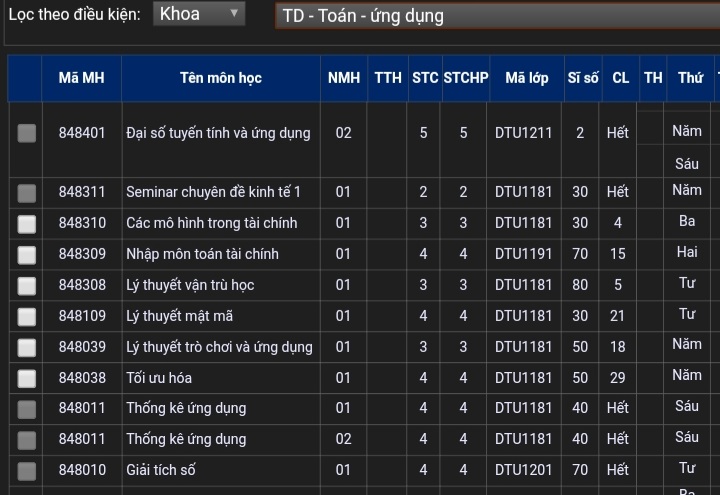 Lọc theo điều kiện: Khoa TD - Toán - ứng dụng
Mã MH Tên môn học NMH TTH STC STCHP Mã lớp Sĩ số CL TH Thứ
848401 Đại số tuyến tính và ứng dụng 02 5 5 DTU1211 2 Hết Năm
Sáu
848311 Seminar chuyên đề kinh tế 1 01 2 2 DTU1181 30 Hết Năm
848310 Các mô hình trong tài chính 01 3 3 DTU1181 30 4 Ba
848309 Nhập môn toán tài chính 01 4 4 DTU1191 70 15 Hai
848308 Lý thuyết vận trù học 01 3 3 DTU1181 80 5 Tư
848109 Lý thuyết mật mã 01 4 4 DTU1181 30 21 Tư
848039 Lý thuyết trò chơi và ứng dụng 01 3 3 DTU1181 50 18 Năm
848038 Tối ưu hóa 01 4 4 DTU1181 50 29 Năm
848011 Thống kê ứng dụng 01 4 4 DTU1181 40 Hết Sáu
848011 Thống kê ứng dụng 02 4 4 DTU1181 40 Hết Sáu
848010 Giải tích số 01 4 4 DTU1201 70 Hết Tư